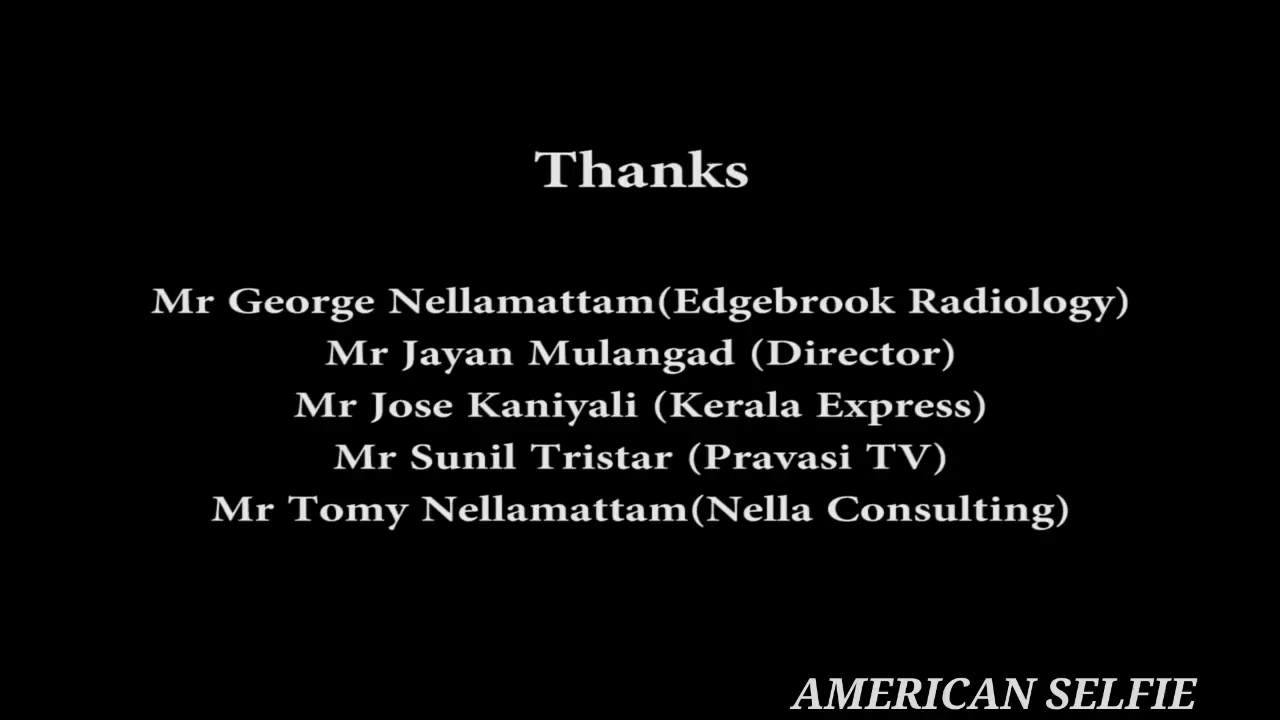 Thanks
Mr George Nellamattam(Edgebrook Radiology)
Mr Jayan Mulangad (Director)
Mr Jose Kaniyali (Kerala Express)
Mr Sunil Tristar (Pravasi TV)
Mr Tomy Nellamattam(Nella Consulting)
AMERICAN SELFIE